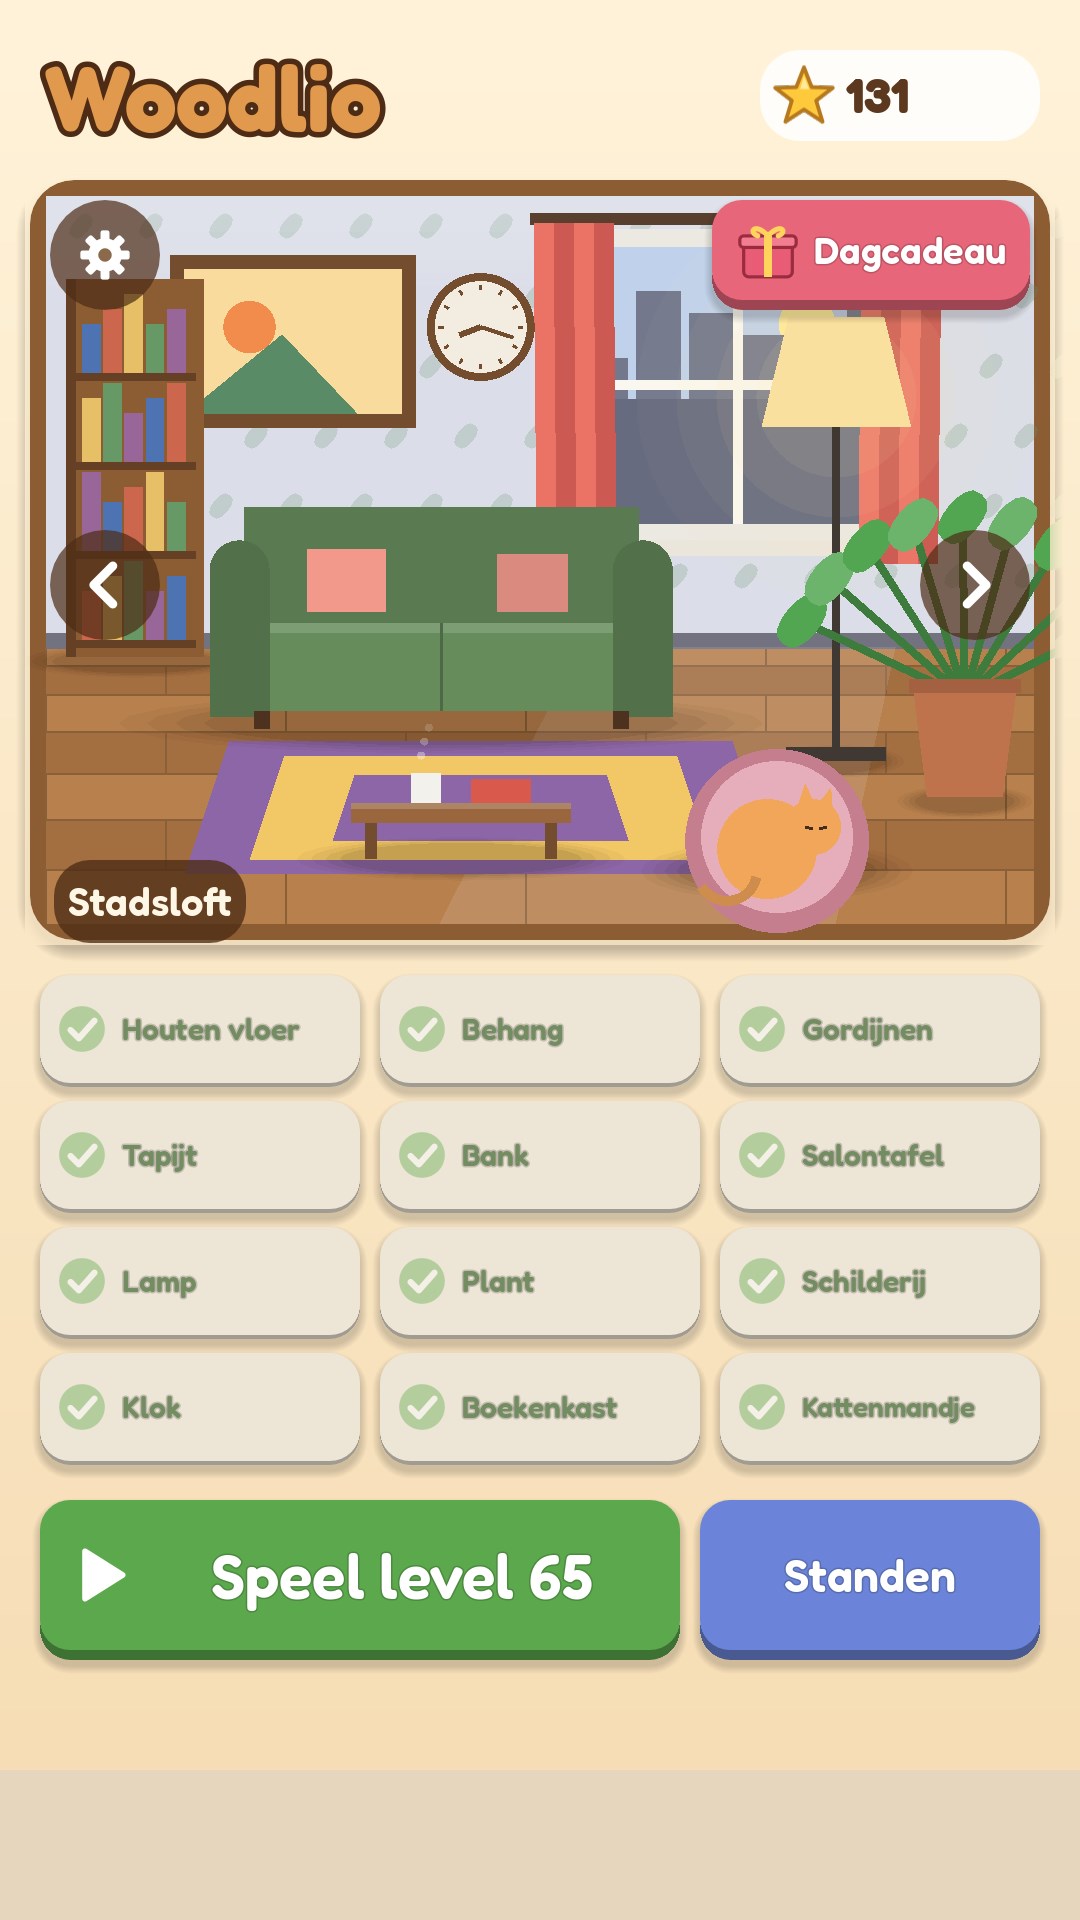 Woodlio
131
Dagcadeau
Stadsloft
Houten vloer
Behang
Gordijnen
Tapijt
Bank
Salontafel
Lamp
Plant
Schilderij
Klok
Boekenkast
Kattenmandje
Speel level 65
Standen